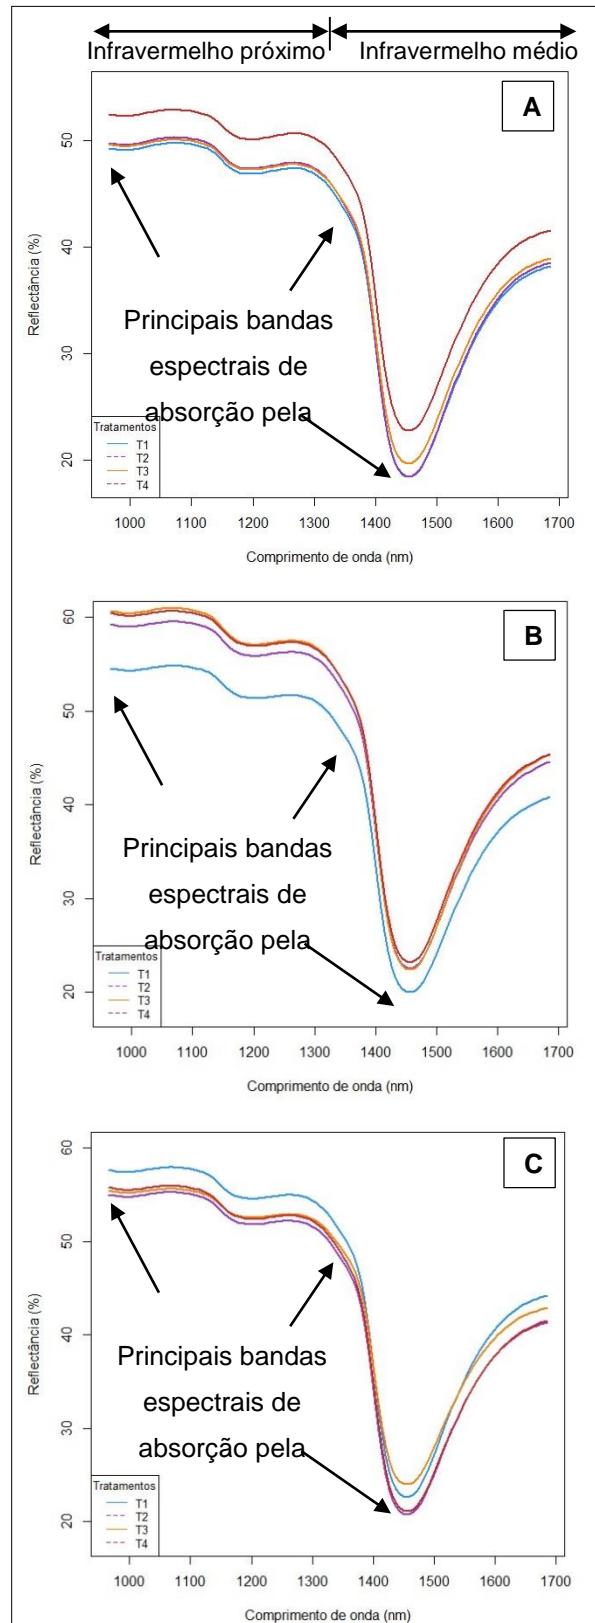 Infravermelho próximo Infravermelho médio
A
50
40
30
20
Reflectância (%)
Principais bandas
espectrais de
absorção pela
Tratamentos
T1
T2
T3
T4
1000 1100 1200 1300 1400 1500 1600 1700
Comprimento de onda (nm)
B
60
50
40
30
20
Reflectância (%)
Principais bandas
espectrais de
absorção pela
Tratamentos
T1
T2
T3
T4
1000 1100 1200 1300 1400 1500 1600 1700
Comprimento de onda (nm)
C
60
50
40
30
20
Reflectância (%)
Principais bandas
espectrais de
absorção pela
Tratamentos
T1
T2
T3
T4
1000 1100 1200 1300 1400 1500 1600 1700
Comprimento de onda (nm)